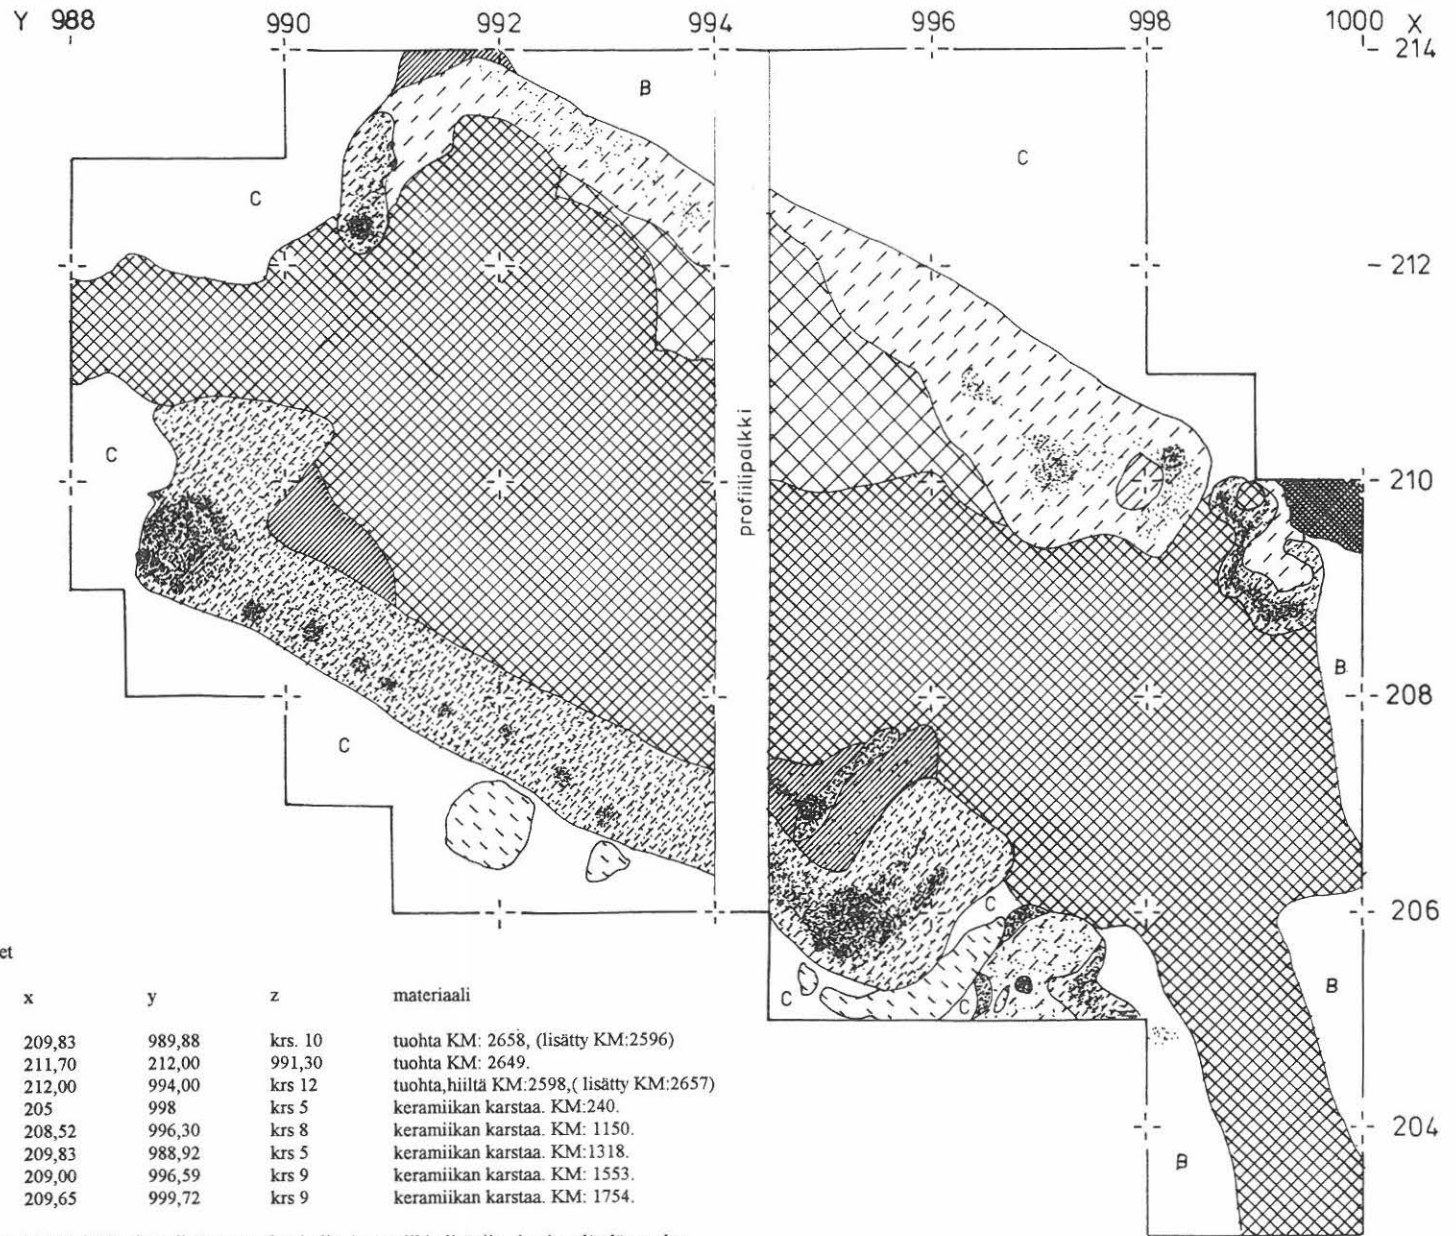 Y 988 990 992 994 996 998 1000 X
214
B
C
C
212
profiilipalkki
C
210
B
208
C
C
206
et
B
C
C
x y z materiaali
209,83 989,88 krs. 10 tuohta KM: 2658, (lisätty KM:2596)
211,70 212,00 991,30 tuohta KM: 2649.
212,00 994,00 krs 12 tuohta,hiiltä KM:2598,( lisätty KM:2657)
205 998 krs 5 keramiikan karstaa. KM:240.
208,52 996,30 krs 8 keramiikan karstaa. KM: 1150.
204
209,83 988,92 krs 5 keramiikan karstaa. KM:1318.
209,00 996,59 krs 9 keramiikan karstaa. KM: 1553.
B
209,65 999,72 krs 9 keramiikan karstaa. KM: 1754.